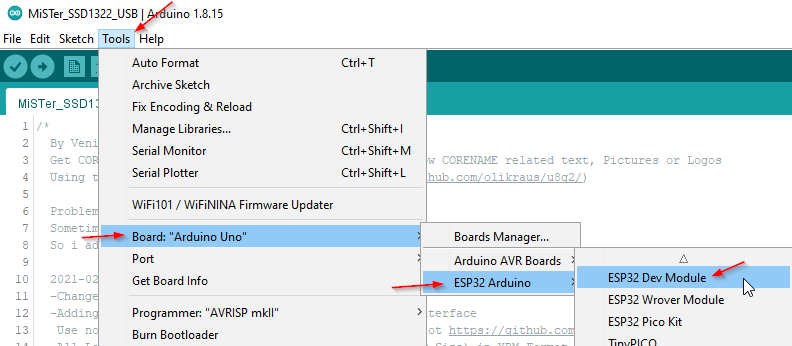 MiSTer_SSD1322_USB | Arduino 1.8.15
File Edit Sketch Tools Help
Auto Format Ctrl+T
Archive Sketch
MiSTer_SSD13
Fix Encoding & Reload
1 /*
Manage Libraries... Ctrl+Shift+I
2 By Veni
Serial Monitor Ctrl+Shift+M
3 Get COR
CORENAME related text, Pictures or Logos
4 Using t
Serial Plotter Ctrl+Shift+L
hub.com/olikraus/u8g2/)
5
WiFi101 / WiFiNINA Firmware Updater
6 Problem
7 Sometim
Board: "Arduino Uno"
Boards Manager...
8 So i ad
Port
Arduino AVR Boards
9
Get Board Info
ESP32 Arduino
ESP32 Dev Module
10 2021-02
11 -Change
ESP32 Wrover Module
12 -Adding
Programmer: "AVRISP mkII"
terface
ESP32 Pico Kit
13 Use no
Burn Bootloader
ot https://github.com
TinyPICO
14